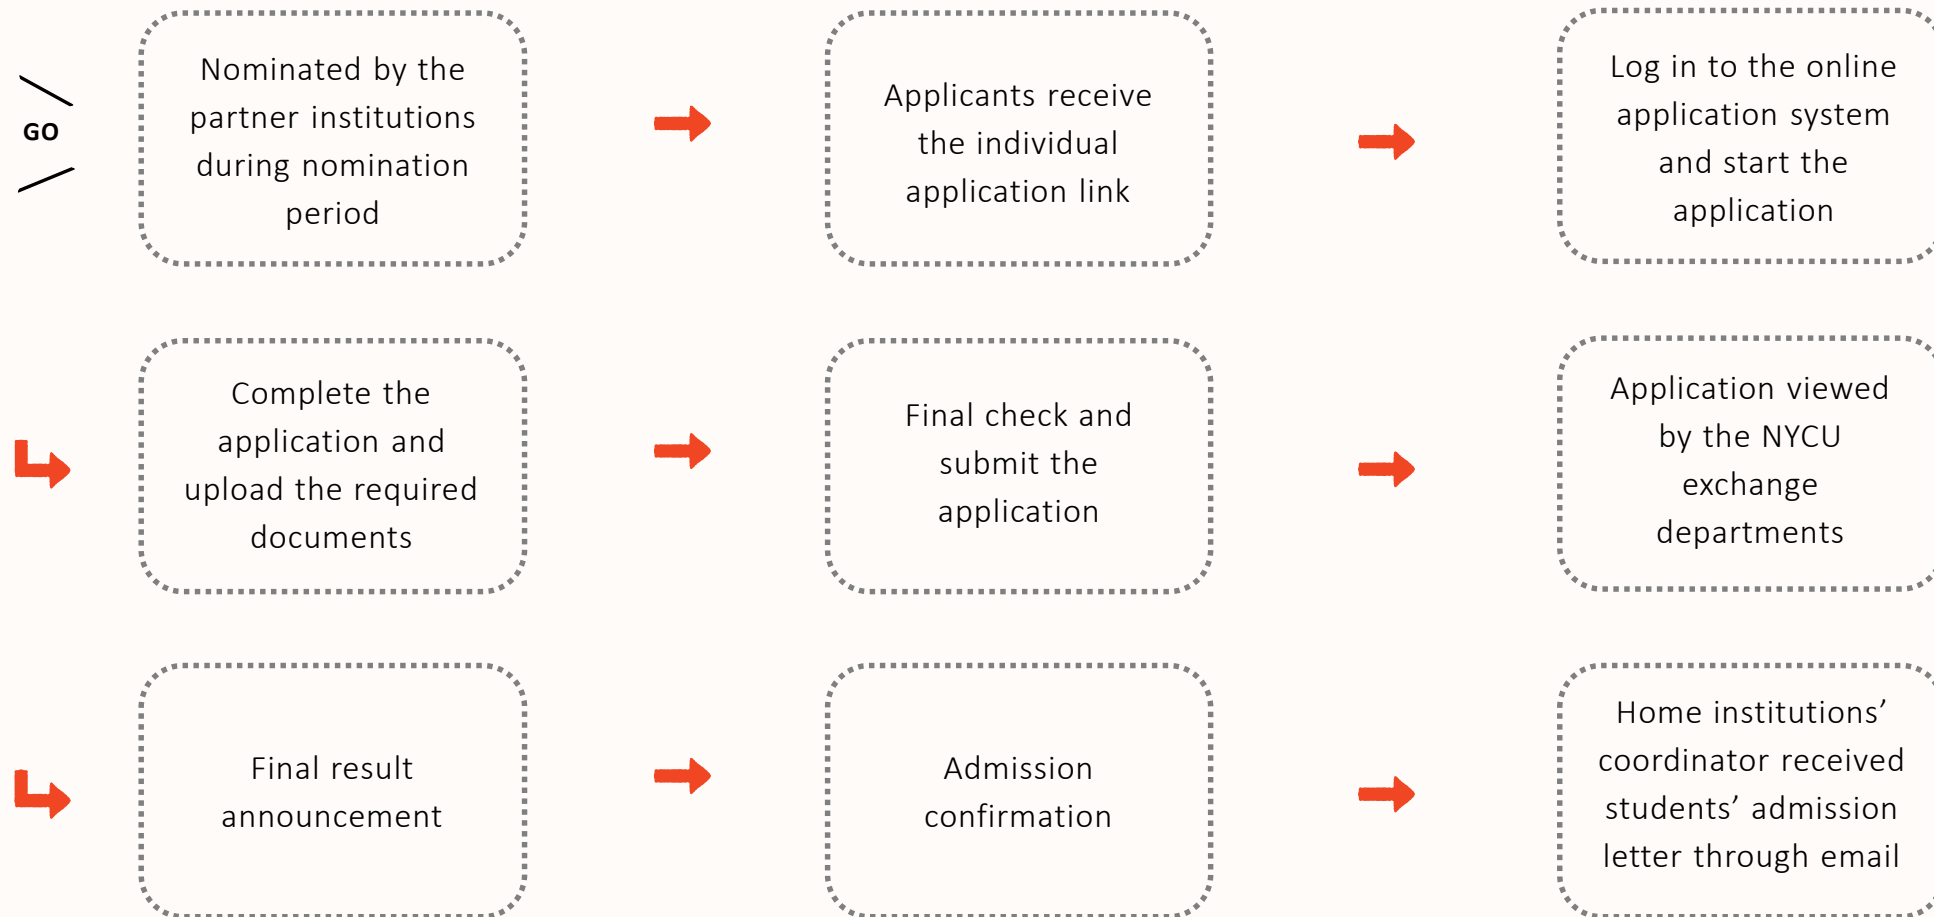 GO
Nominated by the
partner institutions
during nomination
period
Applicants receive
the individual
application link
Log in to the online
application system
and start the
application
Complete the
application and
upload the required
documents
Final check and
submit the
application
Application viewed
by the NYCU
exchange
departments
Final result
announcement
Admission
confirmation
Home institutions’
coordinator received
students’ admission
letter through email